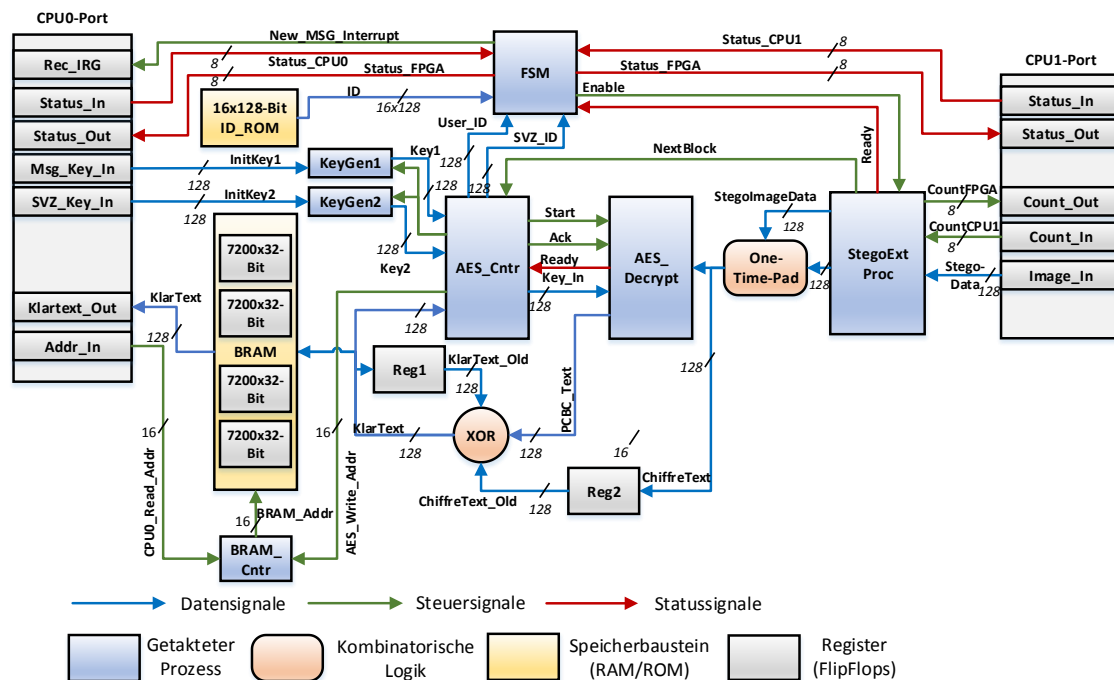 CPU0-Port
New_MSG_Interrupt
8
Status_CPU1
8
Rec_IRG
Status_CPU0
8
Status_FPGA
FSM
Status_FPGA
8
CPU1-Port
Status_In
16x128-Bit
ID_ROM
ID
16x128
Enable
Status_In
Status_Out
User_ID
128
SVZ_ID
128
Ready
Status_Out
Msg_Key_In
InitKey1
128
KeyGen1
Key1
128
NextBlock
SVZ_Key_In
InitKey2
128
KeyGen2
128
Key2
CountFPGA
8
Count_Out
StegoImageData
128
Start
CountCPU1
8
Count_In
7200x32-
Bit
Ack
AES_Cntr
AES_
Decrypt
One-
Time-Pad
128
StegoExt
Proc
Ready
Stego-
Data
128
Image_In
Key_In
128
7200x32-
Bit
Klartext_Out
KlarText
128
128
Addr_In
BRAM
Reg1
KlarText_Old
128
PCBC_Text
128
7200x32-
Bit
16
16
KlarText
128
XOR
128
16
7200x32-
Bit
ChiffreText
ChiffreText_Old
128
Reg2
128
CPU0_Read_Addr
16
BRAM_Addr
AES_Write_Addr
BRAM_
Cntr
Datensignale
Steuersignale
Statussignale
Getakteter
Prozess
Kombinatorische
Logik
Speicherbaustein
(RAM/ROM)
Register
(FlipFlops)